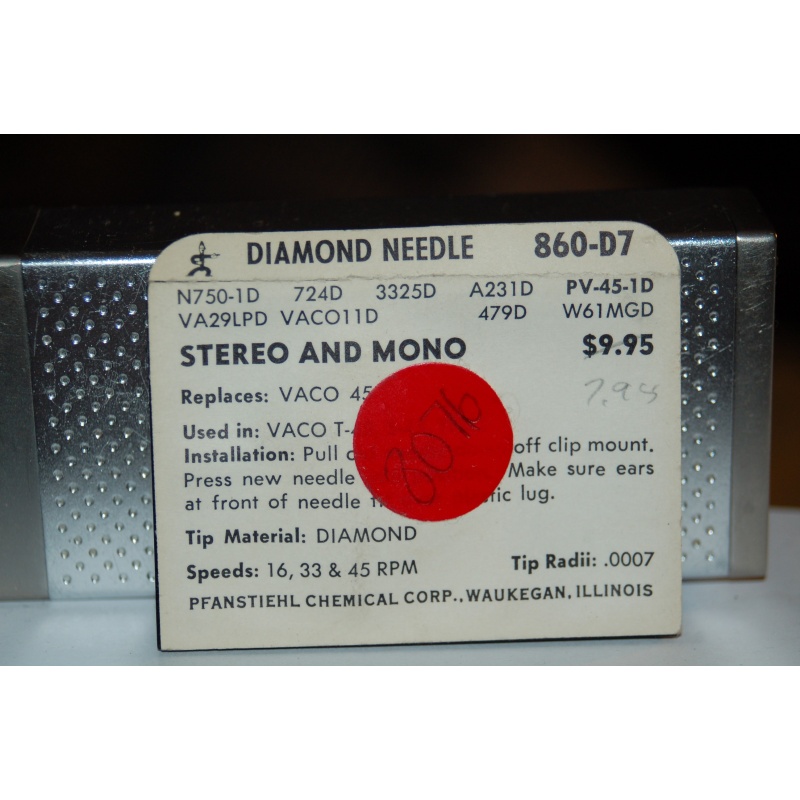 DIAMOND NEEDLE 860-D7
N750-1D 724D 3325D A231D PV-45-1D
VA29LPD VACO11D 479D W61MGD
STEREO AND MONO $9.95
Replaces: VACO 7.98
Used in: VACO
8076
Installation: Pull off clip mount.
Press new needle Make sure ears
at front of needle lug.
Tip Material: DIAMOND
Speeds: 16, 33 & 45 RPM Tip Radii: .0007
PFANSTIEHL CHEMICAL CORP., WAUKEGAN, ILLINOIS